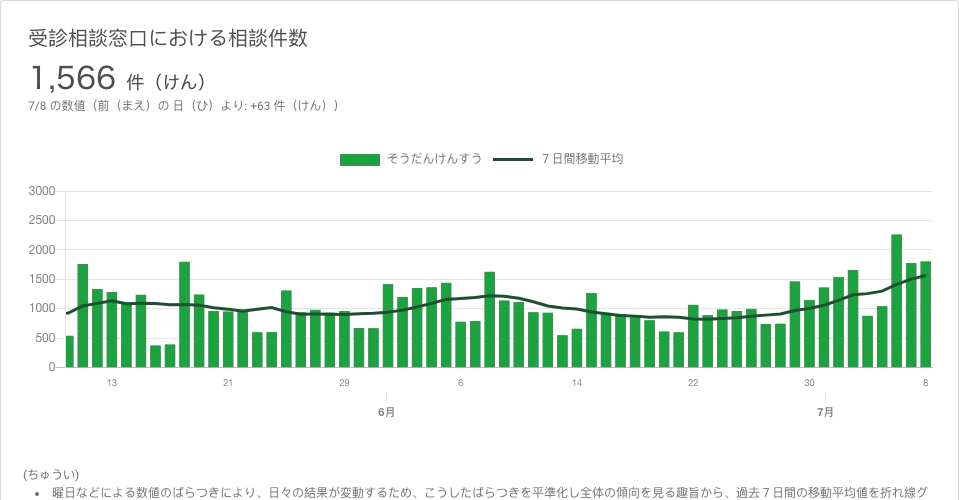 受診相談窓口における相談件数
1,566 件（けん）
7/8 の数値（前（まえ）の 日（ひ）より: +63 件（けん））
そうだんけんすう ７日間移動平均
3000
2500
2000
1500
1000
500
0
13 21 29 6 14 22 30 8
6月 7月
(ちゅうい)
• 曜日などによる数値のばらつきにより、日々の結果が変動するため、こうしたばらつきを平準化し全体の傾向を見る趣旨から、過去７日間の移動平均値を折れ線グ